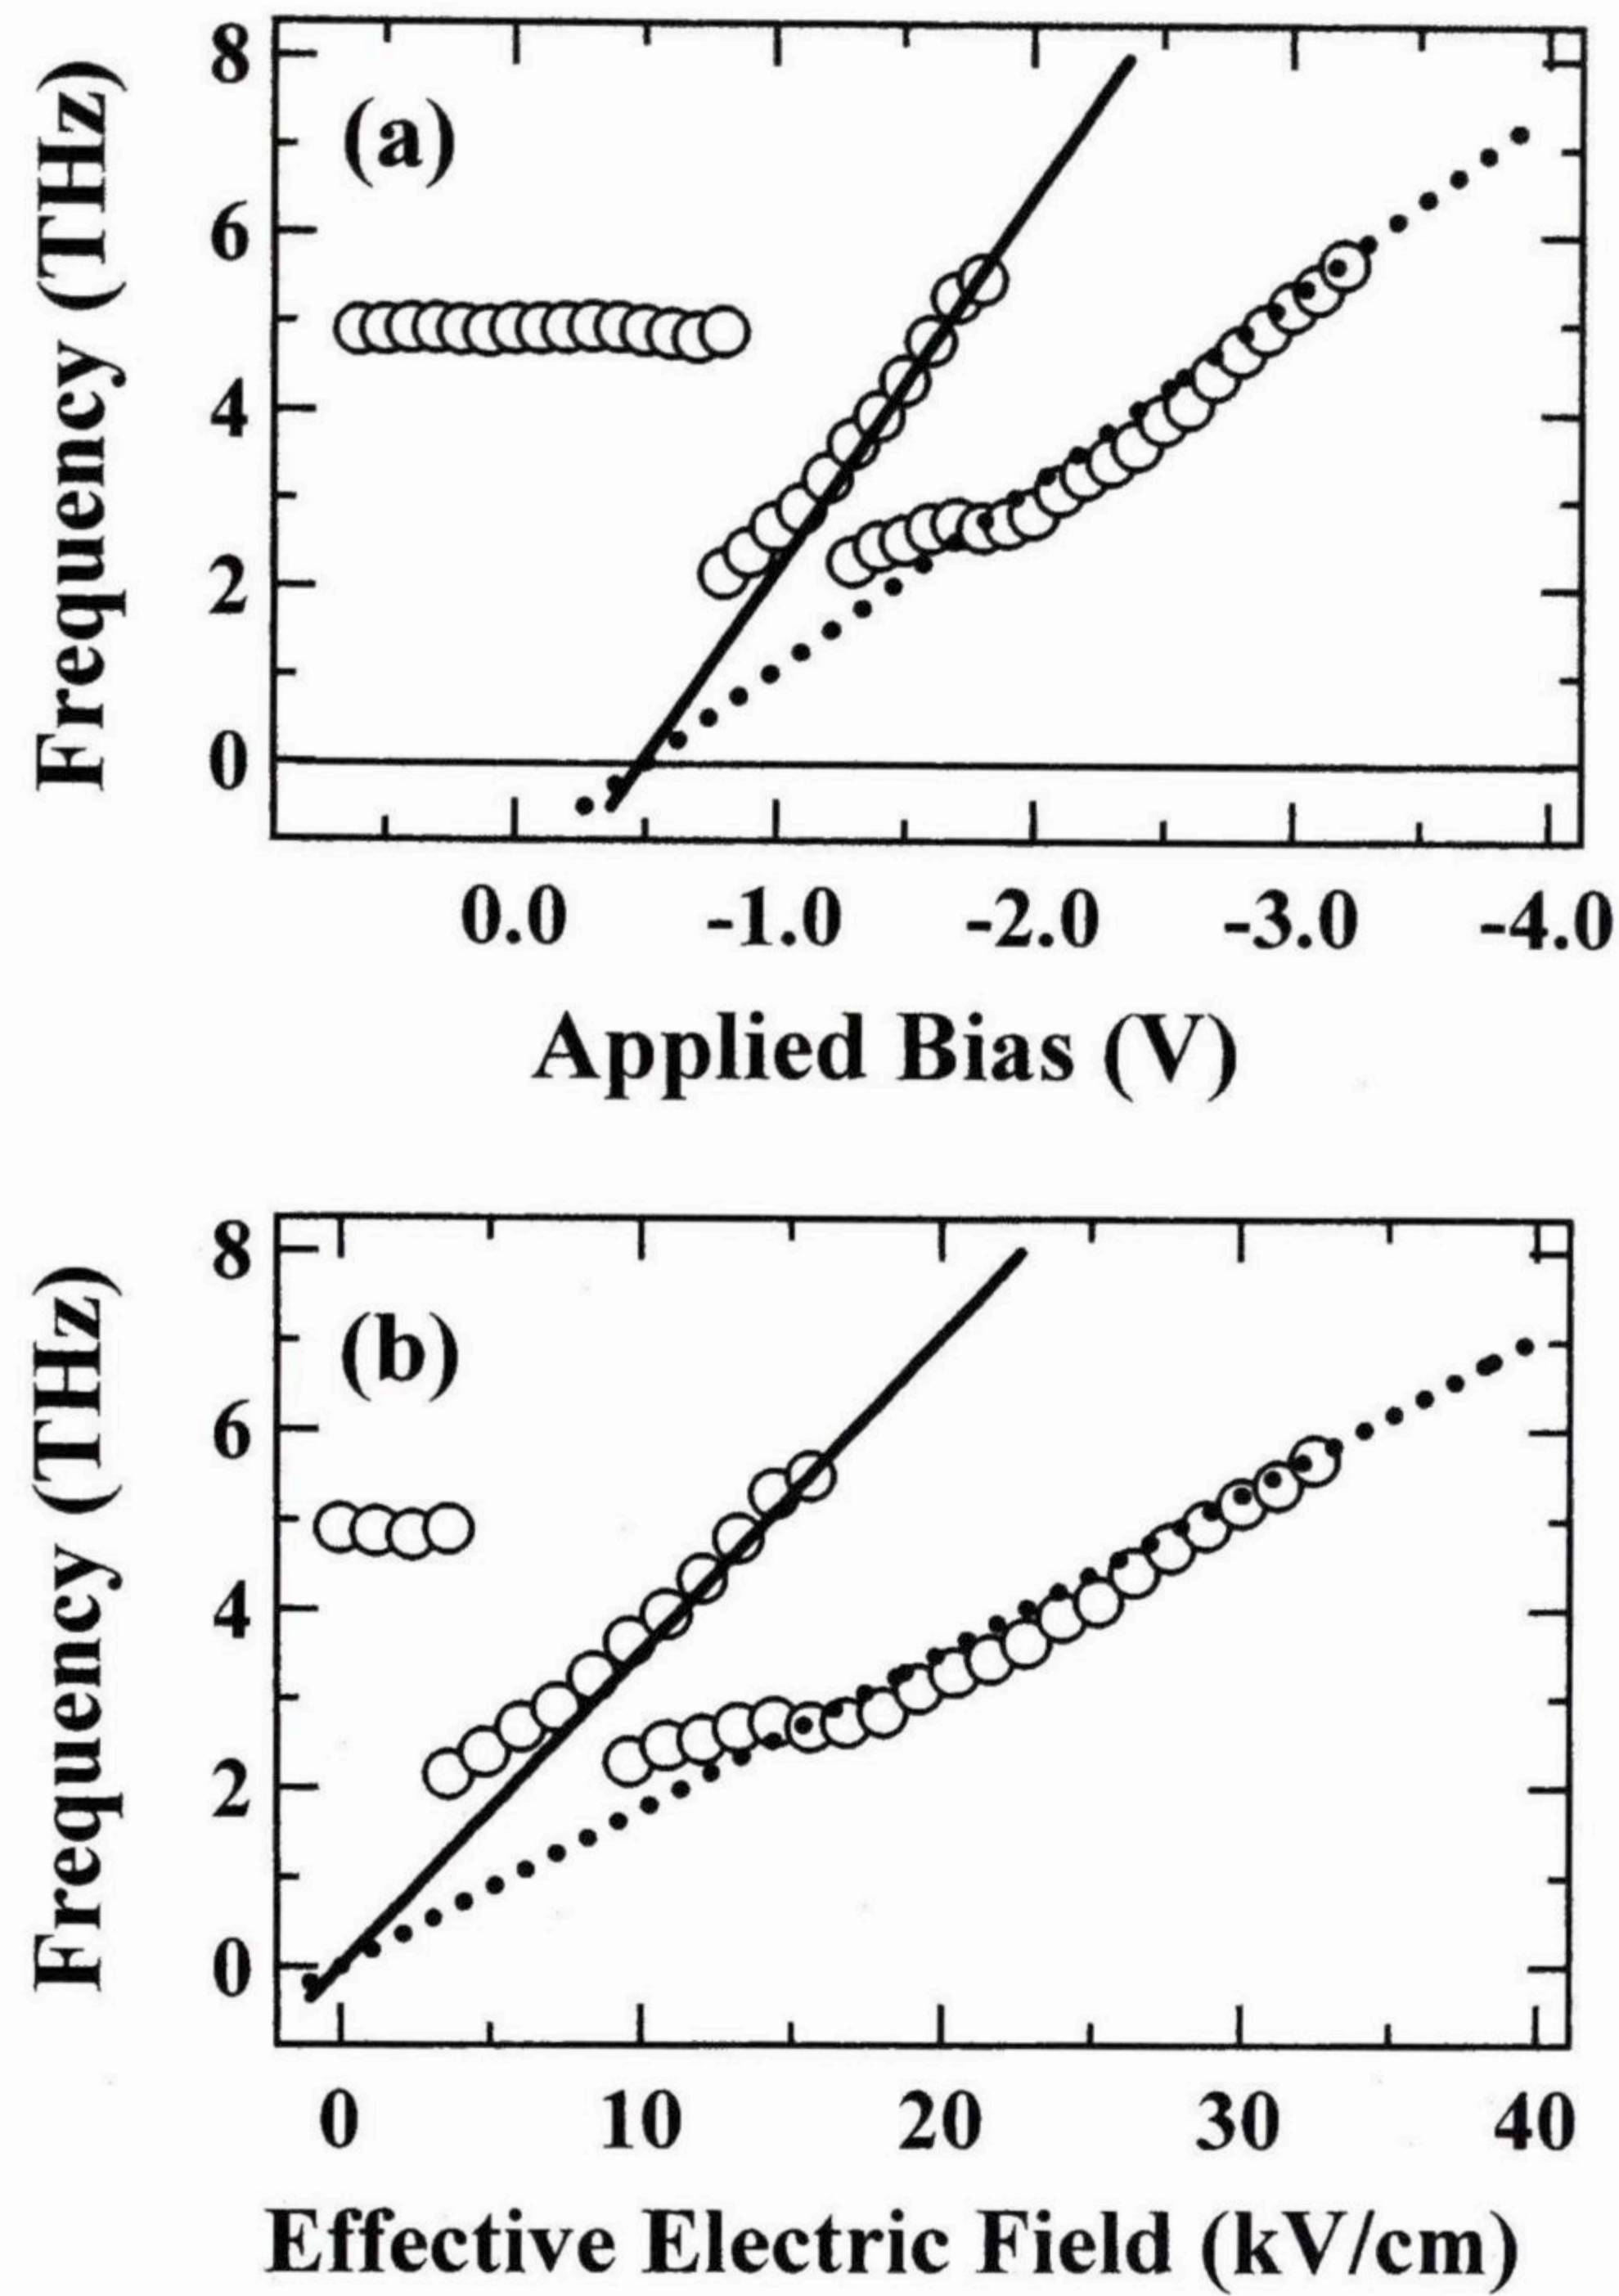 8
(a)
6
4
2
0
Frequency (THz)
0.0 -1.0 -2.0 -3.0 -4.0
Applied Bias (V)
8
(b)
6
4
2
0
Frequency (THz)
0 10 20 30 40
Effective Electric Field (kV/cm)